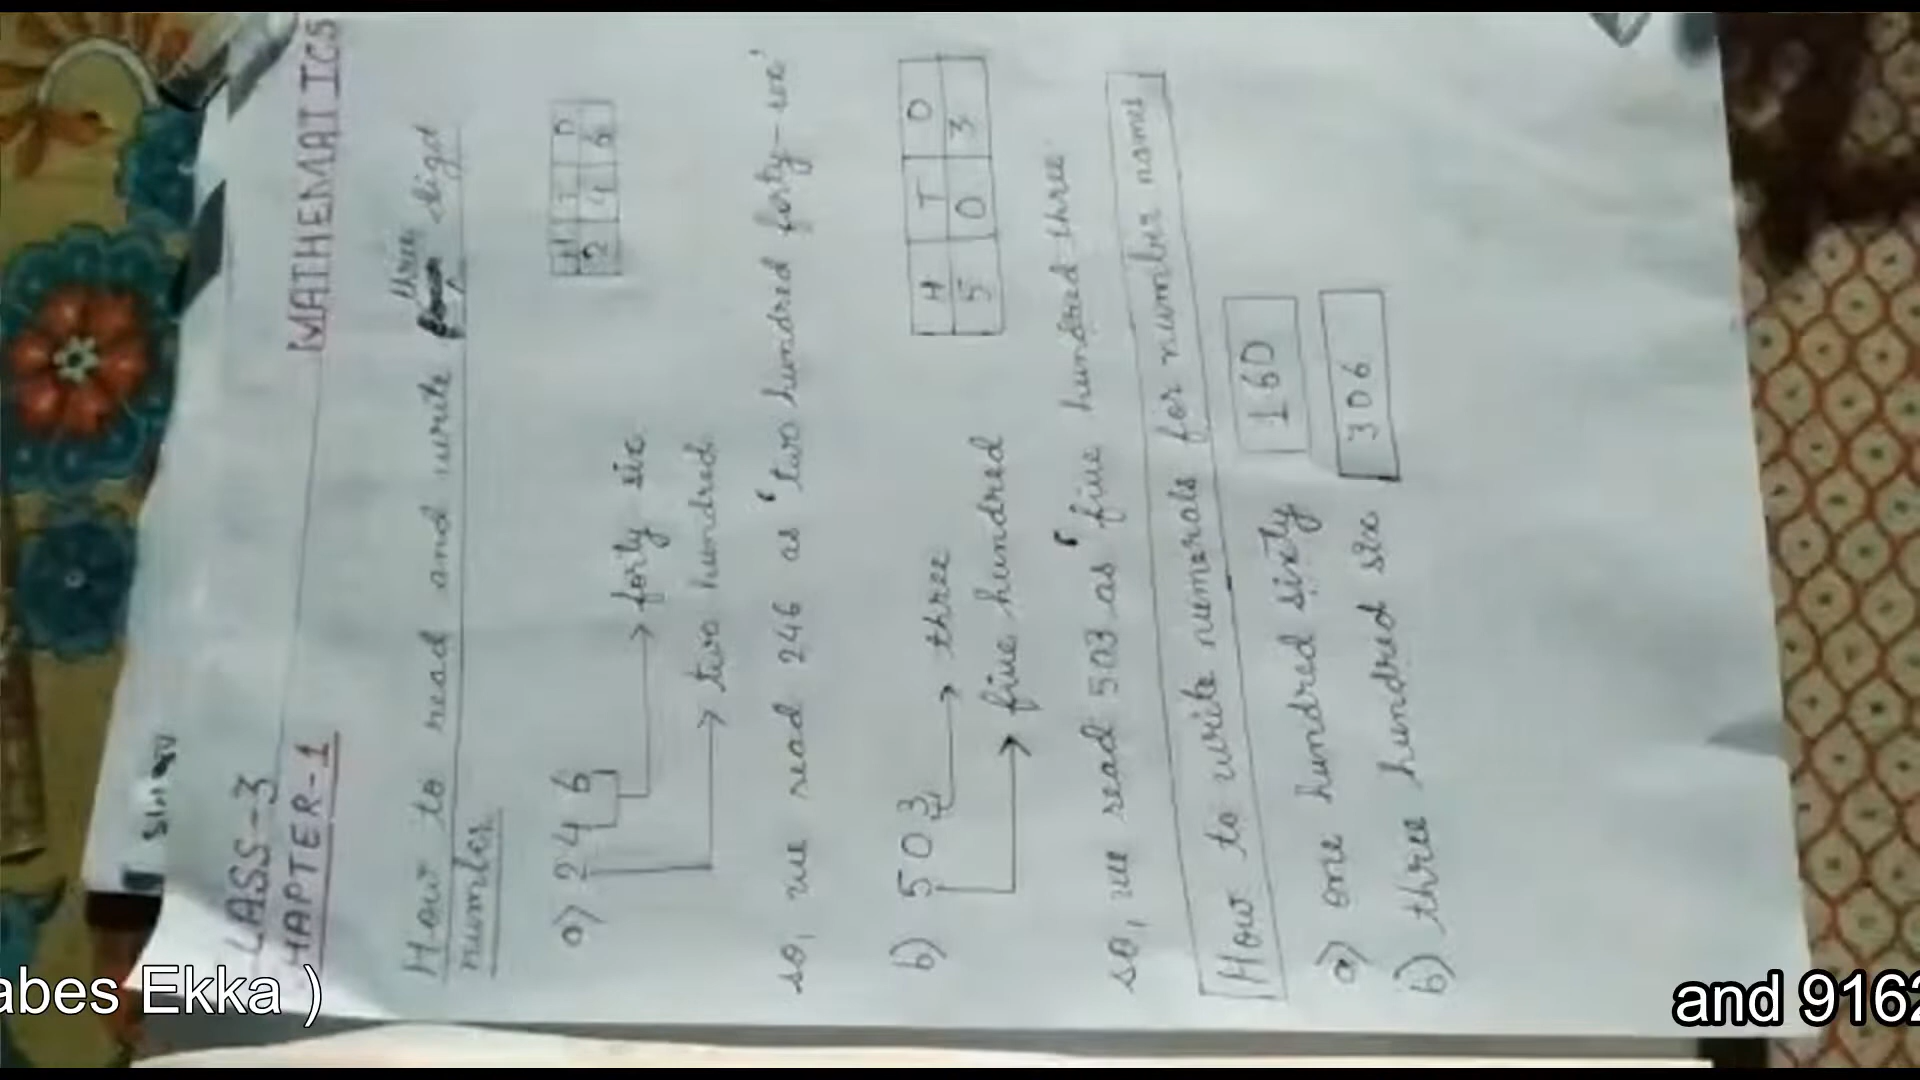 CLASS-3
MATHEMATICS
CHAPTER-1
How to read and write three digit
number
a) 246
H T O
2 4 6
forty six
two hundred
so, we read 246 as 'two hundred forty-six'
b) 503
H T O
5 0 3
three
five hundred
so, we read 503 as 'five hundred three'
How to write numerals for number names
a) one hundred sixty 160
b) three hundred six 306
abes Ekka )
and 9162